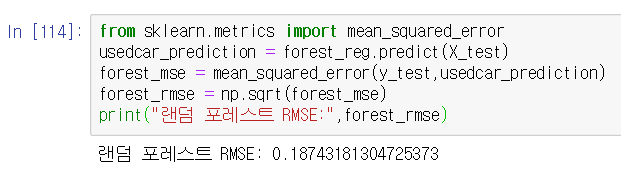 In [114]: from sklearn.metrics import mean_squared_error
usedcar_prediction = forest_reg.predict(X_test)
forest_mse = mean_squared_error(y_test,usedcar_prediction)
forest_rmse = np.sqrt(forest_mse)
print("랜덤 포레스트 RMSE:",forest_rmse)
랜덤 포레스트 RMSE: 0.18743181304725373